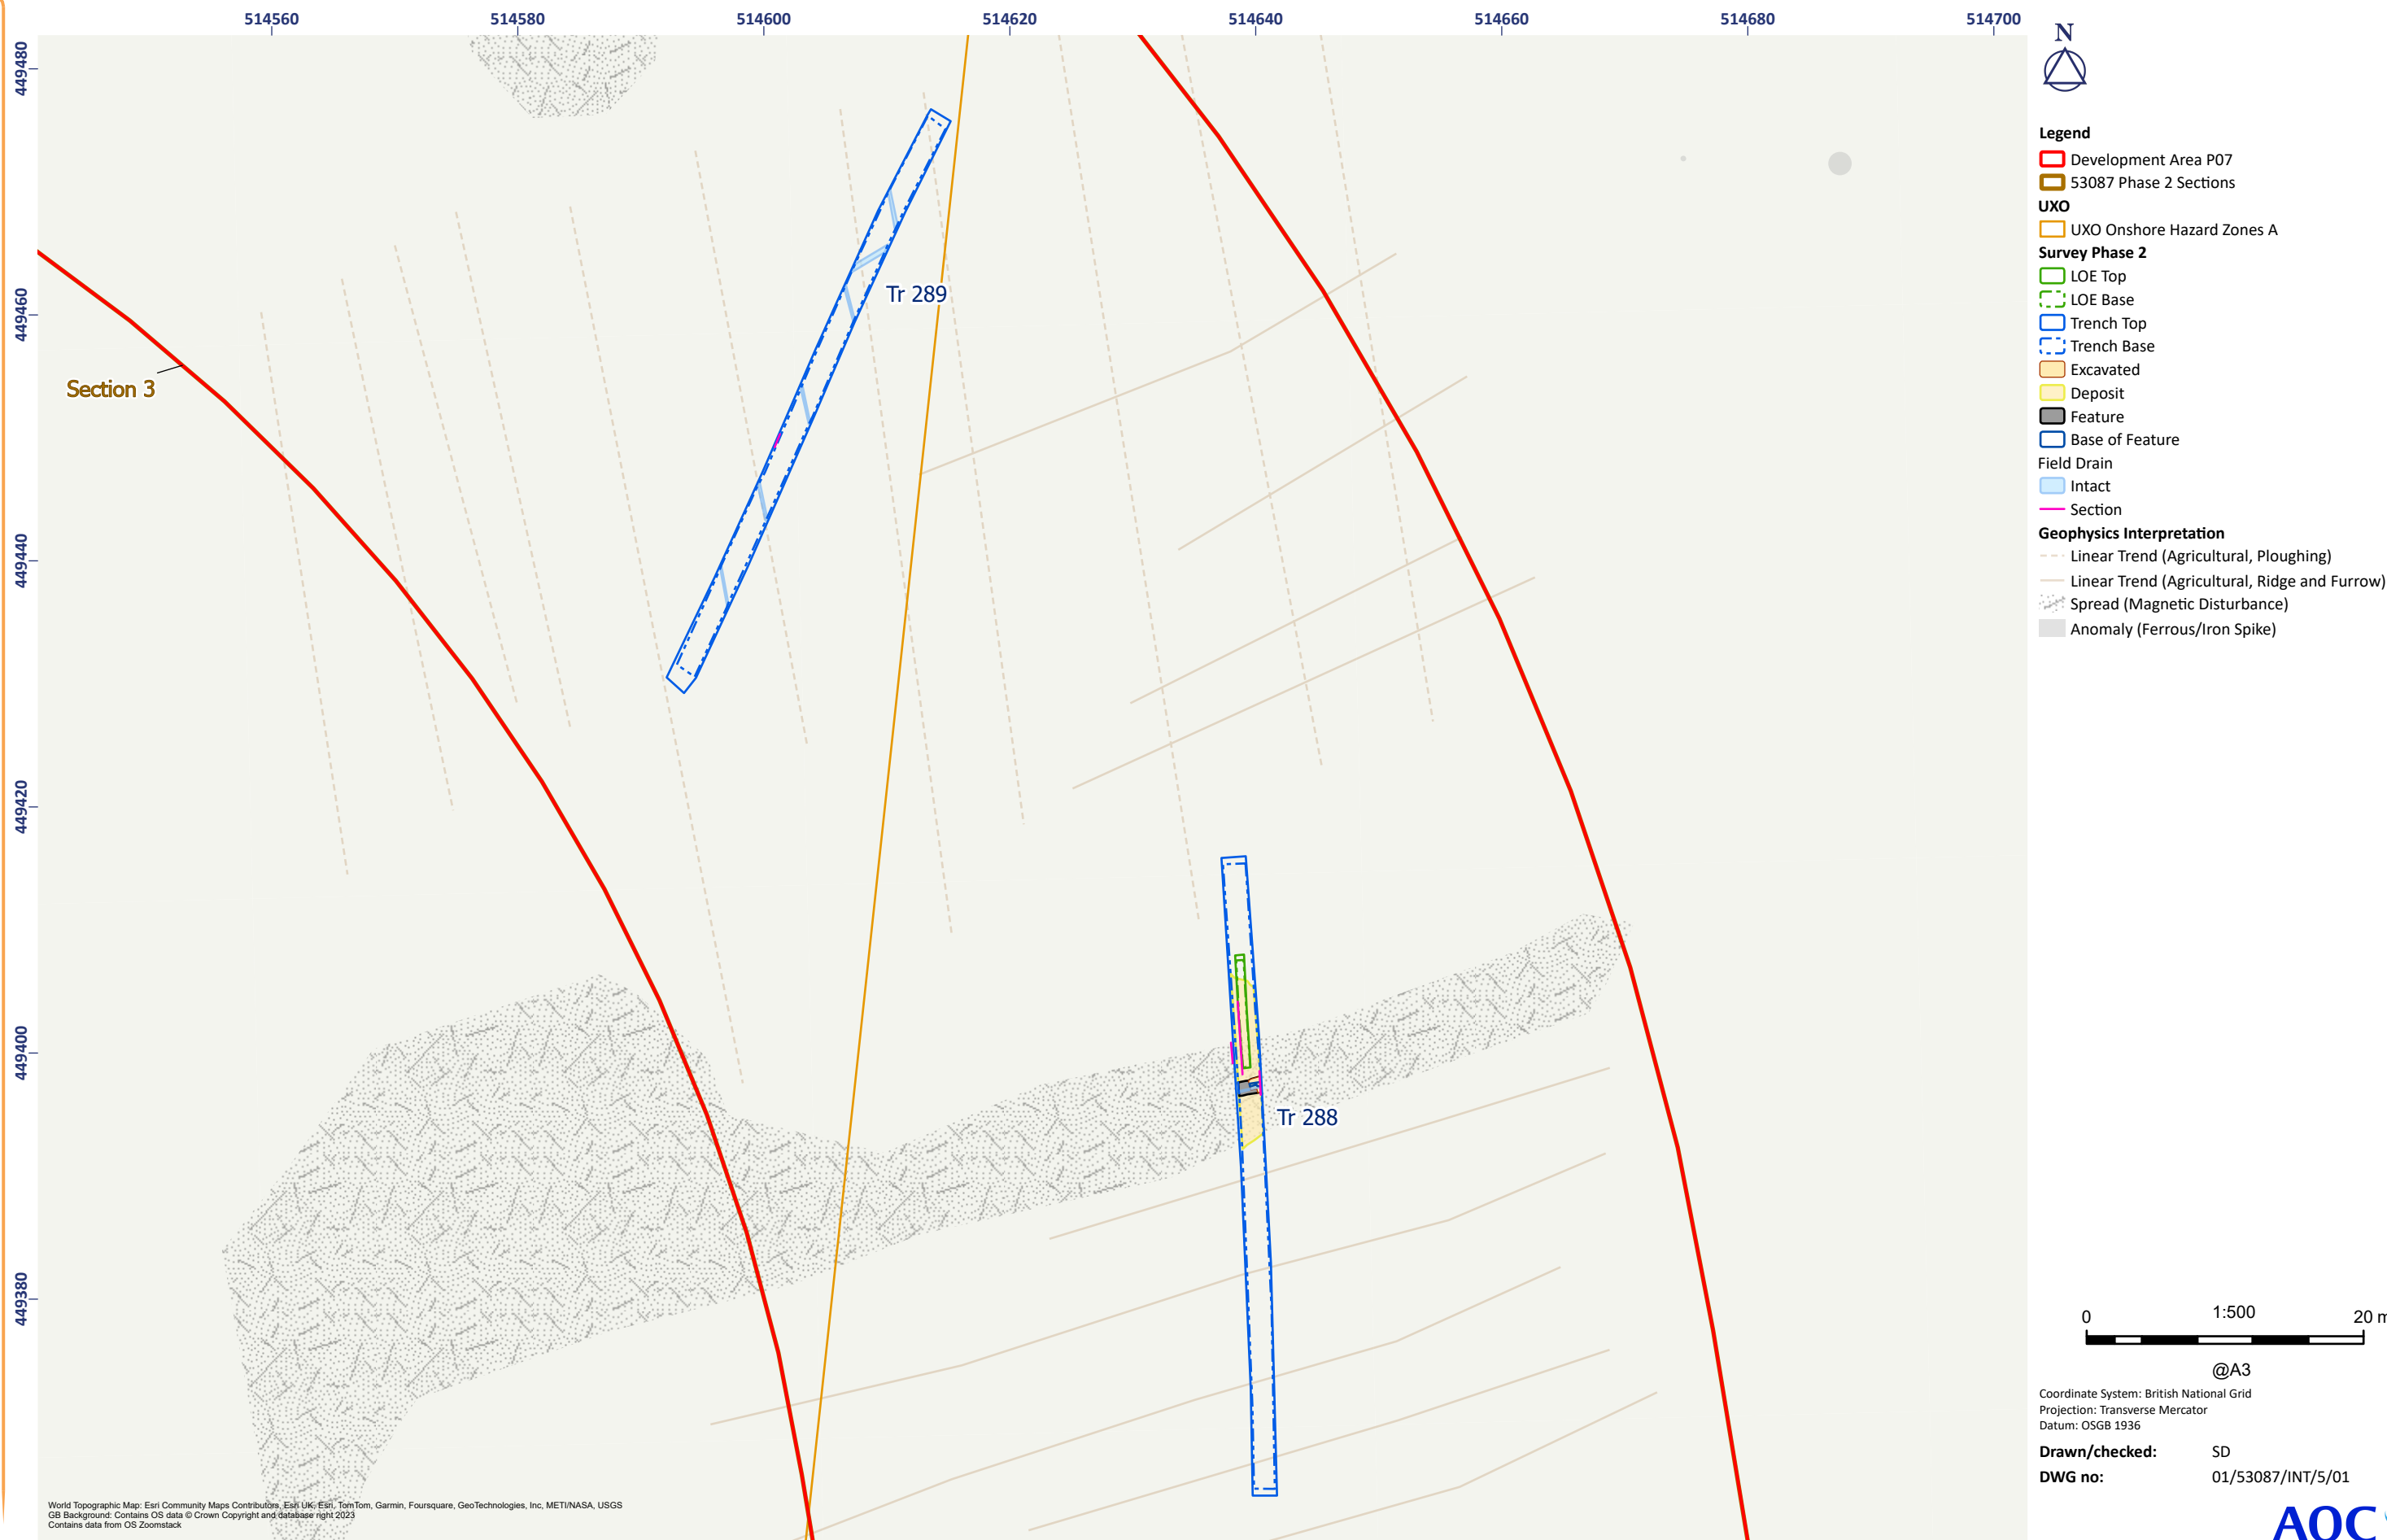 514560 514580 514600 514620 514640 514660 514680 514700
449480
449460
449440
449420
449400
449380
Tr 289
Section 3
Tr 288
N
Legend
Development Area P07
53087 Phase 2 Sections
UXO
UXO Onshore Hazard Zones A
Survey Phase 2
LOE Top
LOE Base
Trench Top
Trench Base
Excavated
Deposit
Feature
Base of Feature
Field Drain
Intact
Section
Geophysics Interpretation
Linear Trend (Agricultural, Ploughing)
Linear Trend (Agricultural, Ridge and Furrow)
Spread (Magnetic Disturbance)
Anomaly (Ferrous/Iron Spike)
0 1:500 20 m
@A3
Coordinate System: British National Grid
Projection: Transverse Mercator
Datum: OSGB 1936
Drawn/checked: SD
DWG no: 01/53087/INT/5/01
AOC
World Topographic Map: Esri Community Maps Contributors, Esri UK, Esri, TomTom, Garmin, Foursquare, GeoTechnologies, Inc, METI/NASA, USGS
GB Background: Contains OS data © Crown Copyright and database right 2023
Contains data from OS Zoomstack